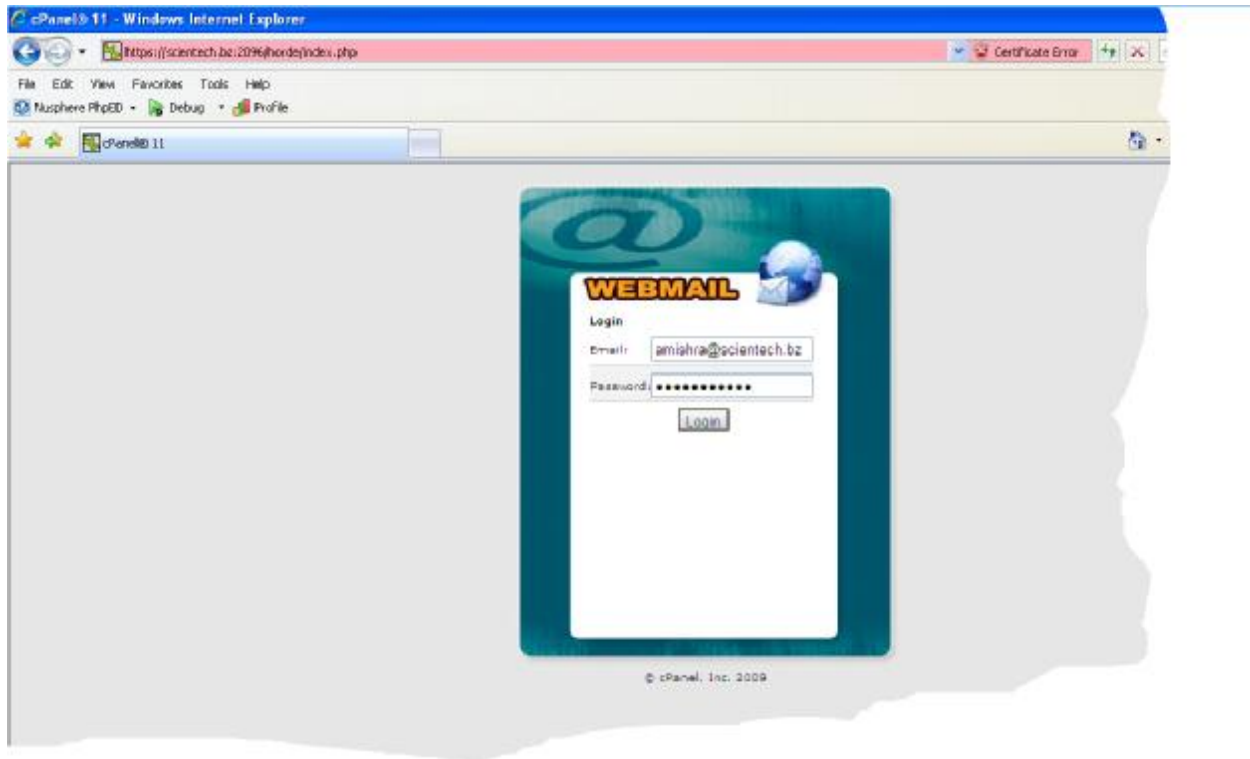 cPanel® 11 - Windows Internet Explorer
https://scientech.bz:2096/horde/index.php
Certificate Error
File Edit View Favorites Tools Help
Nusphere PhpED Debug Profile
cPanel® 11
@
WEBMAIL
Login
Email:
amishra@scientech.bz
Password:
Login
© cPanel, Inc. 2009